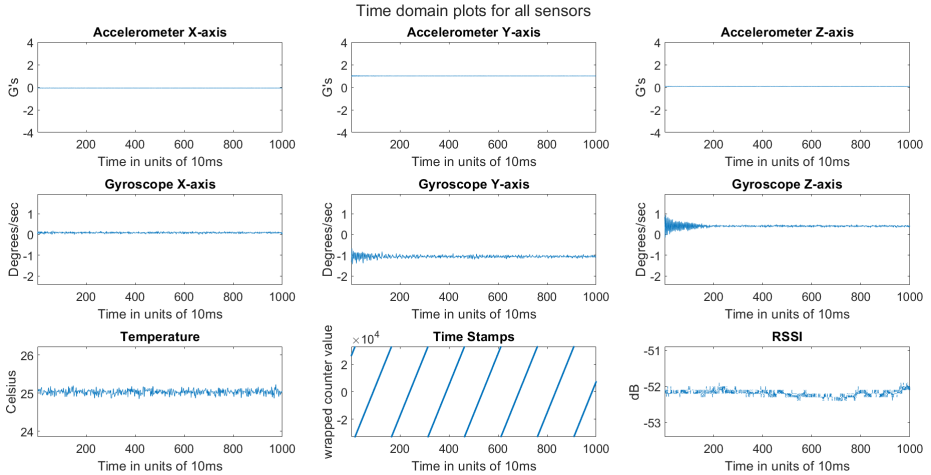 Time domain plots for all sensors
Accelerometer X-axis
4
2
0
-2
-4
G's
200 400 600 800 1000
Time in units of 10ms
Accelerometer Y-axis
4
2
0
-2
-4
G's
200 400 600 800 1000
Time in units of 10ms
Accelerometer Z-axis
4
2
0
-2
-4
G's
200 400 600 800 1000
Time in units of 10ms
Gyroscope X-axis
1
0
-1
-2
Degrees/sec
200 400 600 800 1000
Time in units of 10ms
Gyroscope Y-axis
1
0
-1
-2
Degrees/sec
200 400 600 800 1000
Time in units of 10ms
Gyroscope Z-axis
1
0
-1
-2
Degrees/sec
200 400 600 800 1000
Time in units of 10ms
Temperature
26
25
24
Celsius
200 400 600 800 1000
Time in units of 10ms
Time Stamps
×10⁴
2
0
-2
wrapped counter value
200 400 600 800 1000
Time in units of 10ms
RSSI
-51
-52
-53
dB
200 400 600 800 1000
Time in units of 10ms